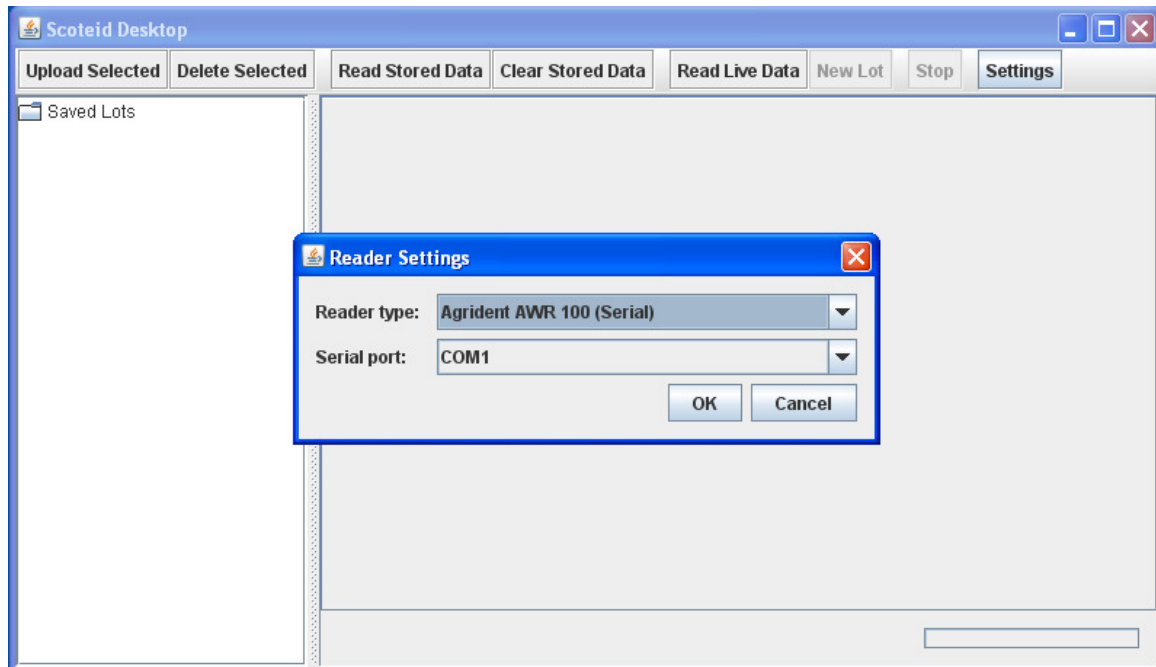 Scoteid Desktop
Upload Selected Delete Selected Read Stored Data Clear Stored Data Read Live Data New Lot Stop Settings
Saved Lots
Reader Settings
Reader type: Agrident AWR 100 (Serial)
Serial port: COM1
OK Cancel